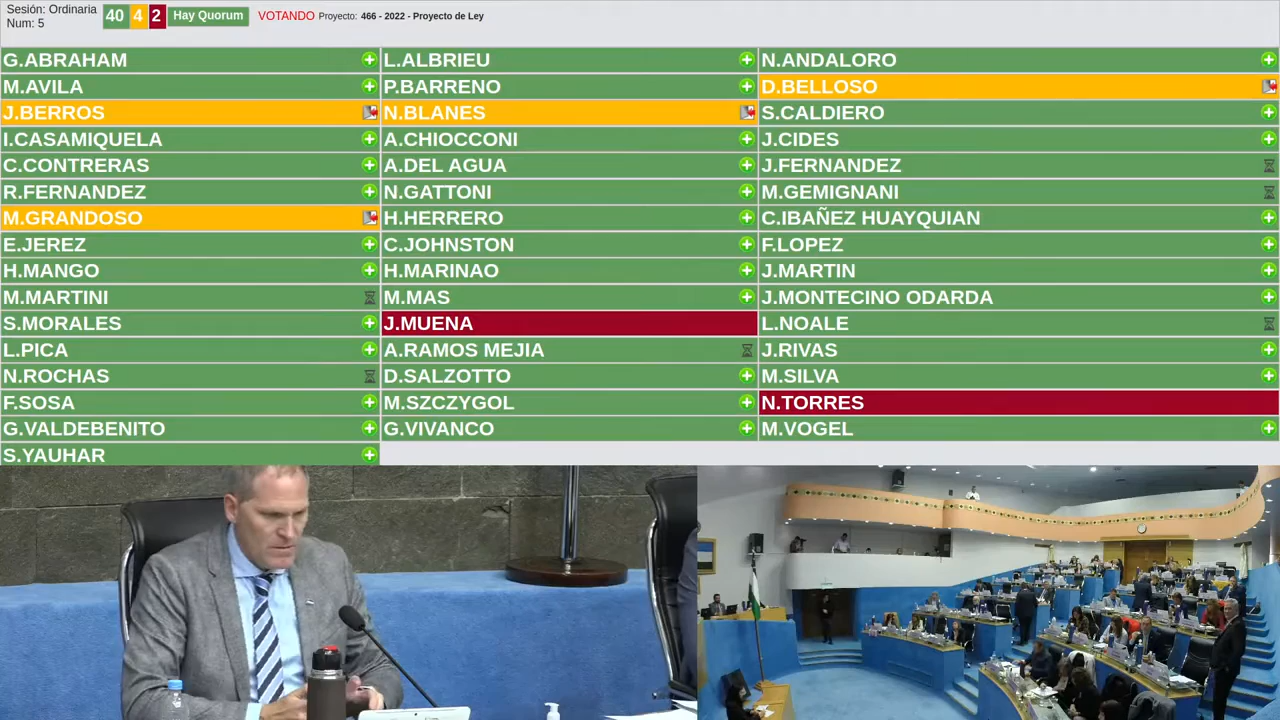 Sesión: Ordinaria
Num: 5
40 4 2 Hay Quorum
VOTANDO Proyecto: 466 - 2022 - Proyecto de Ley
G.ABRAHAM L.ALBRIEU N.ANDALORO
M.AVILA P.BARRENO D.BELLOSO
J.BERROS N.BLANES S.CALDIERO
I.CASAMIQUELA A.CHIOCCONI J.CIDES
C.CONTRERAS A.DEL AGUA J.FERNANDEZ
R.FERNANDEZ N.GATTONI M.GEMIGNANI
M.GRANDOSO H.HERRERO C.IBAÑEZ HUAYQUIAN
E.JEREZ C.JOHNSTON F.LOPEZ
H.MANGO H.MARINAO J.MARTIN
M.MARTINI M.MAS J.MONTECINO ODARDA
S.MORALES J.MUENA L.NOALE
L.PICA A.RAMOS MEJIA J.RIVAS
N.ROCHAS D.SALZOTTO M.SILVA
F.SOSA M.SZCZYGOL N.TORRES
G.VALDEBENITO G.VIVANCO M.VOGEL
S.YAUHAR